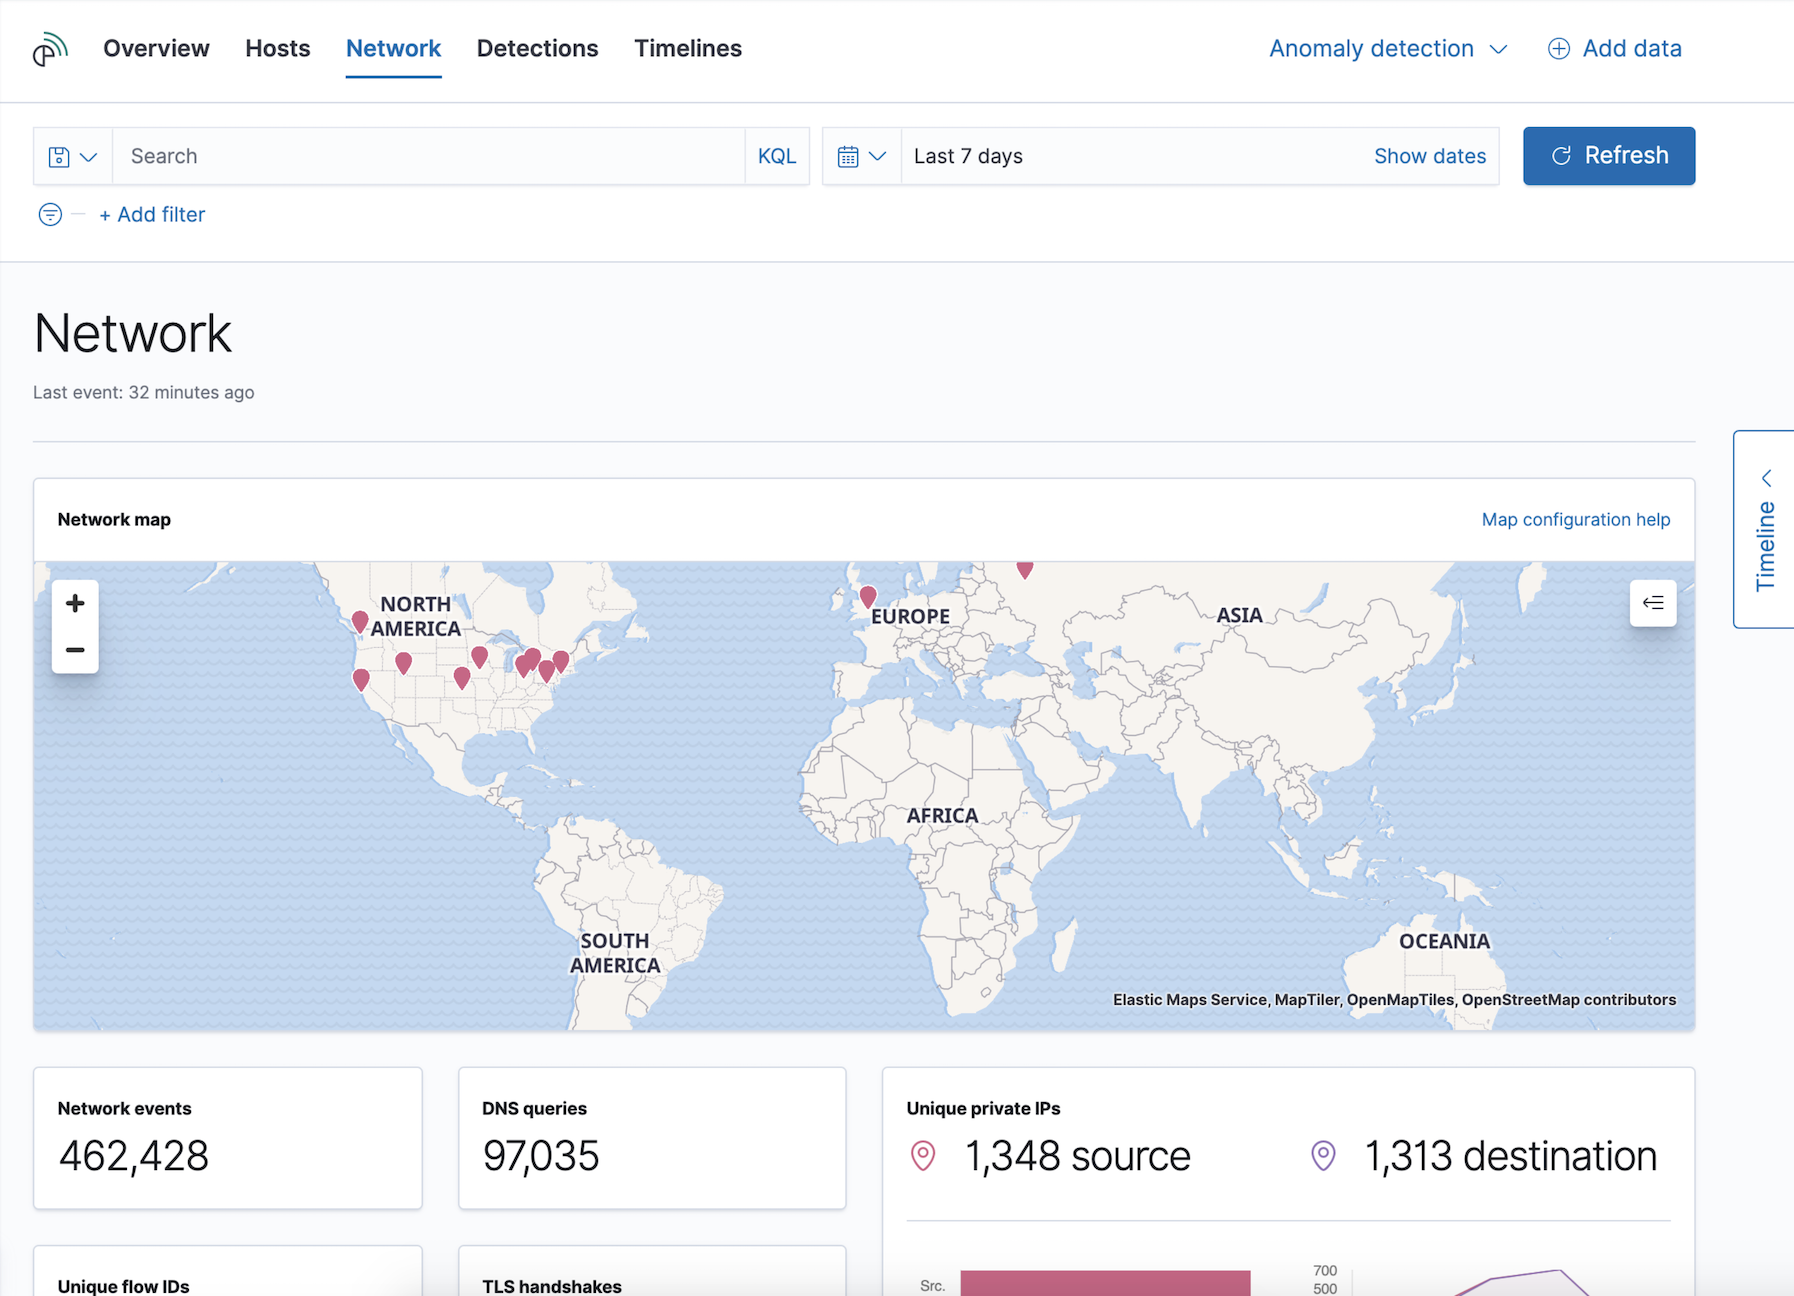 Overview Hosts Network Detections Timelines Anomaly detection Add data
Search KQL Last 7 days Show dates Refresh
+ Add filter
Network
Last event: 32 minutes ago
Timeline
Network map Map configuration help
+
−
NORTH
AMERICA
EUROPE
ASIA
AFRICA
SOUTH
AMERICA
OCEANIA
Elastic Maps Service, MapTiler, OpenMapTiles, OpenStreetMap contributors
Network events
462,428
DNS queries
97,035
Unique private IPs
1,348 source 1,313 destination
Unique flow IDs
TLS handshakes
Src.
700
500